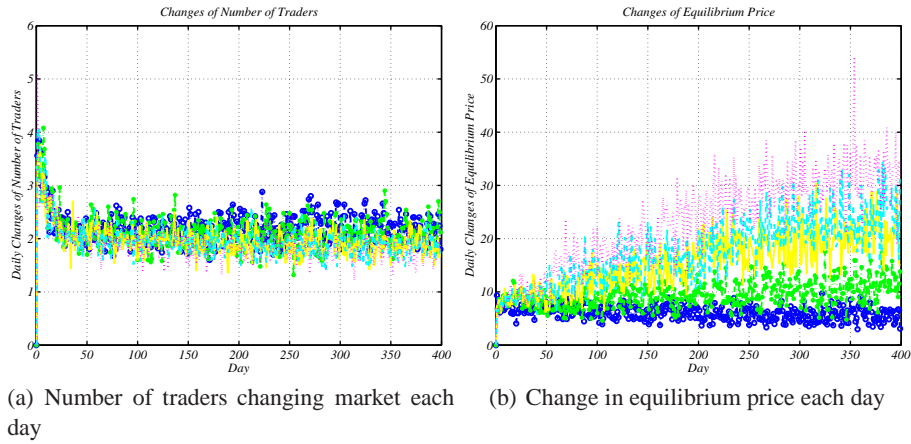 Changes of Number of Traders
6
5
4
3
2
1
0
Daily Changes of Number of Traders
0 50 100 150 200 250 300 350 400
Day
Changes of Equilibrium Price
60
50
40
30
20
10
0
Daily Changes of Equilibrium Price
0 50 100 150 200 250 300 350 400
Day
(a) Number of traders changing market each
day
(b) Change in equilibrium price each day